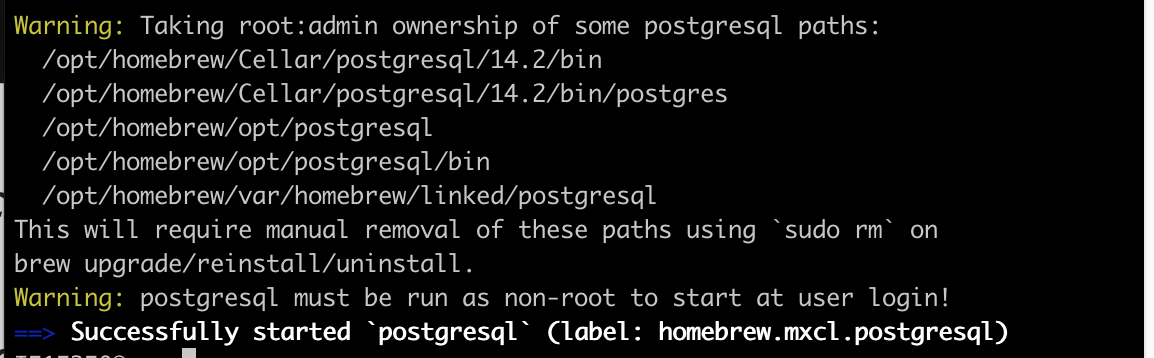 Warning: Taking root:admin ownership of some postgresql paths:
/opt/homebrew/Cellar/postgresql/14.2/bin
/opt/homebrew/Cellar/postgresql/14.2/bin/postgres
/opt/homebrew/opt/postgresql
/opt/homebrew/opt/postgresql/bin
/opt/homebrew/var/homebrew/linked/postgresql
This will require manual removal of these paths using `sudo rm` on
brew upgrade/reinstall/uninstall.
Warning: postgresql must be run as non-root to start at user login!
==> Successfully started `postgresql` (label: homebrew.mxcl.postgresql)